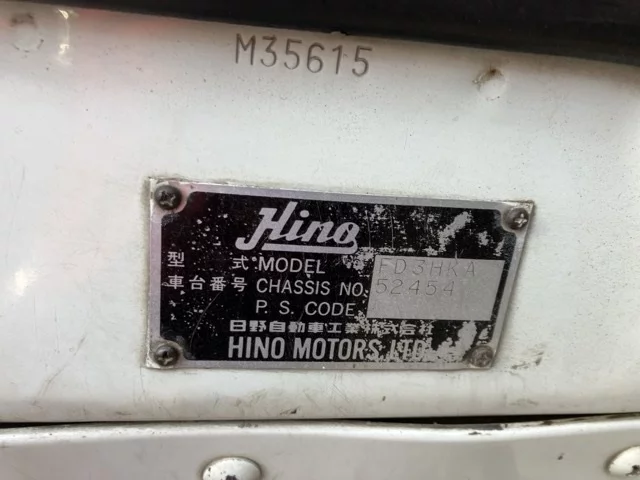 M35615
Hino
型式 MODEL FD3HKA
車台番号 CHASSIS NO. 52454
P. S. CODE
日野自動車工業株式会社
HINO MOTORS, LTD.